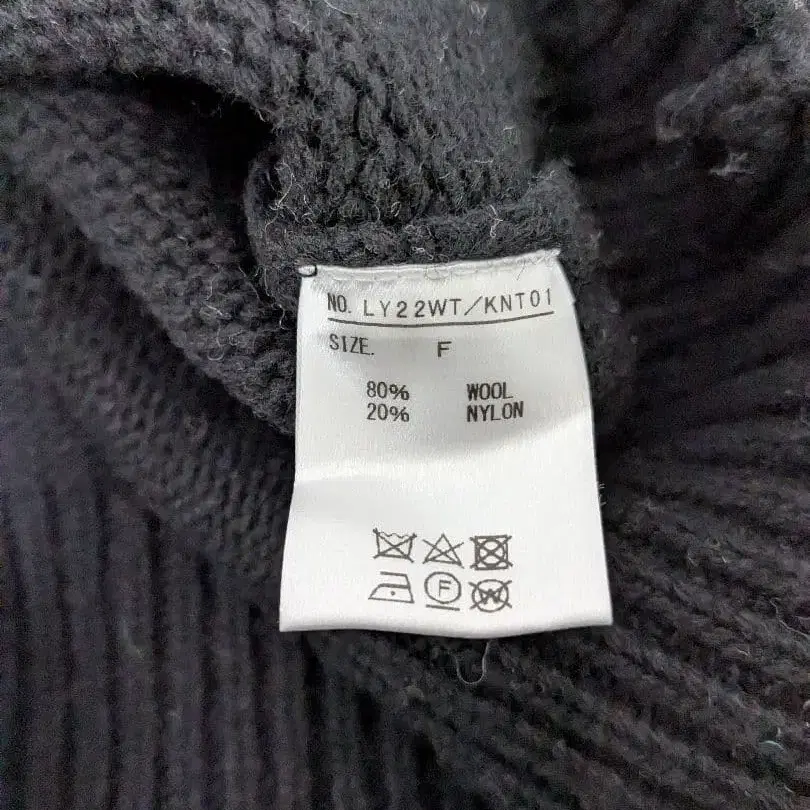 NO. LY22WT/KNT01
SIZE. F
80% WOOL
20% NYLON
F
W